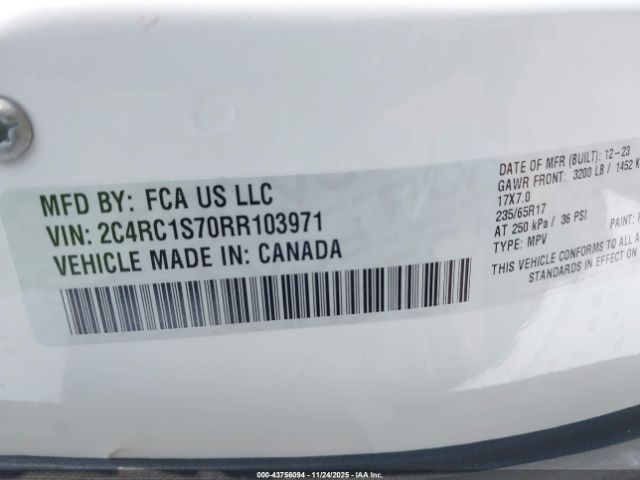 MFD BY: FCA US LLC
VIN: 2C4RC1S70RR103971
VEHICLE MADE IN: CANADA
DATE OF MFR (BUILT): 12-23
GAWR FRONT: 3200 LB / 1452 K
17X7.0
235/65R17
AT 250 kPa / 36 PSI
TYPE: MPV
PAINT:
THIS VEHICLE CONFORMS TO ALL A
STANDARDS IN EFFECT
000-43756094 - 11/24/2025 - IAA Inc.